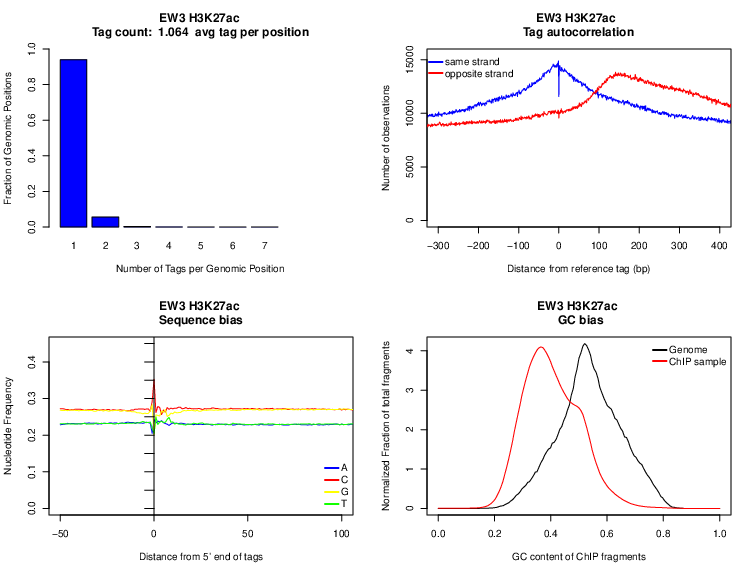 EW3 H3K27ac
Tag count: 1.064 avg tag per position
Fraction of Genomic Positions
0.0 0.2 0.4 0.6 0.8 1.0
1 2 3 4 5 6 7
Number of Tags per Genomic Position
EW3 H3K27ac
Tag autocorrelation
same strand
opposite strand
Number of observations
0 5000 10000 15000
−300 −200 −100 0 100 200 300 400
Distance from reference tag (bp)
EW3 H3K27ac
Sequence bias
Nucleotide Frequency
0.0 0.1 0.2 0.3 0.4
A
C
G
T
−50 0 50 100
Distance from 5' end of tags
EW3 H3K27ac
GC bias
Genome
ChIP sample
Normalized Fraction of total fragments
0 1 2 3 4
0.0 0.2 0.4 0.6 0.8 1.0
GC content of ChIP fragments